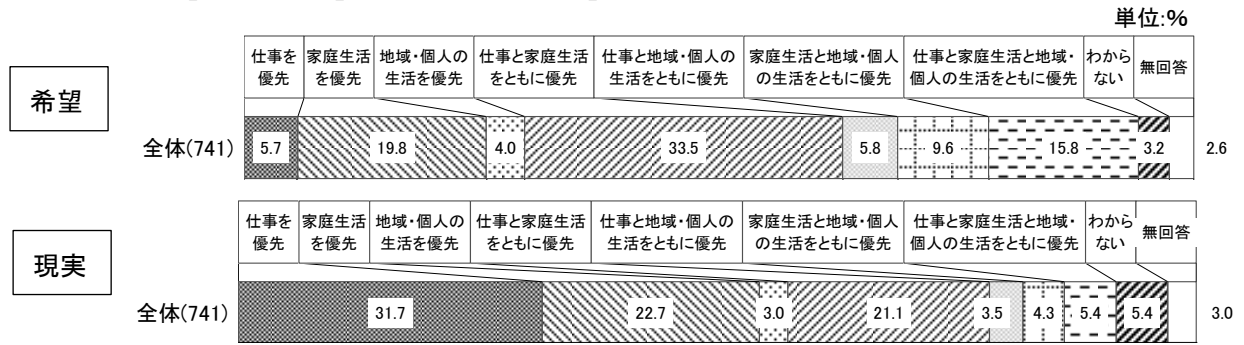 単位:%
希望
仕事を
優先
家庭生活
を優先
地域・個人の
生活を優先
仕事と家庭生活
をともに優先
仕事と地域・個人の
生活をともに優先
家庭生活と地域・個人
の生活をともに優先
仕事と家庭生活と地域・
個人の生活をともに優先
わから
ない
無回答
全体(741) 5.7 19.8 4.0 33.5 5.8 9.6 15.8 3.2 2.6
現実
仕事を
優先
家庭生活
を優先
地域・個人の
生活を優先
仕事と家庭生活
をともに優先
仕事と地域・個人の
生活をともに優先
家庭生活と地域・個人
の生活をともに優先
仕事と家庭生活と地域・
個人の生活をともに優先
わから
ない
無回答
全体(741) 31.7 22.7 3.0 21.1 3.5 4.3 5.4 5.4 3.0